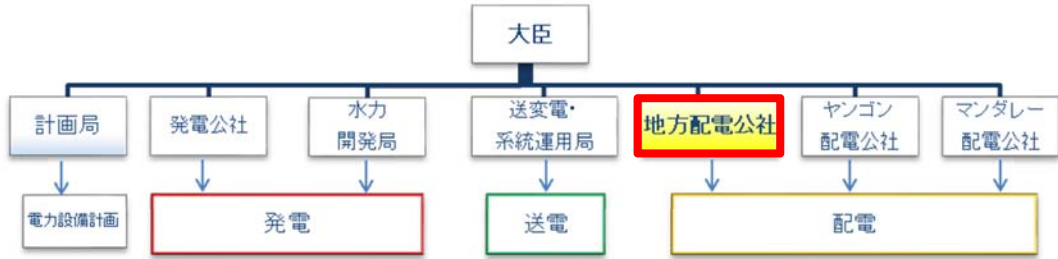 大臣
計画局
発電公社
水力
開発局
送変電・
系統運用局
地方配電公社
ヤンゴン
配電公社
マンダレー
配電公社
電力設備計画
発電
送電
配電